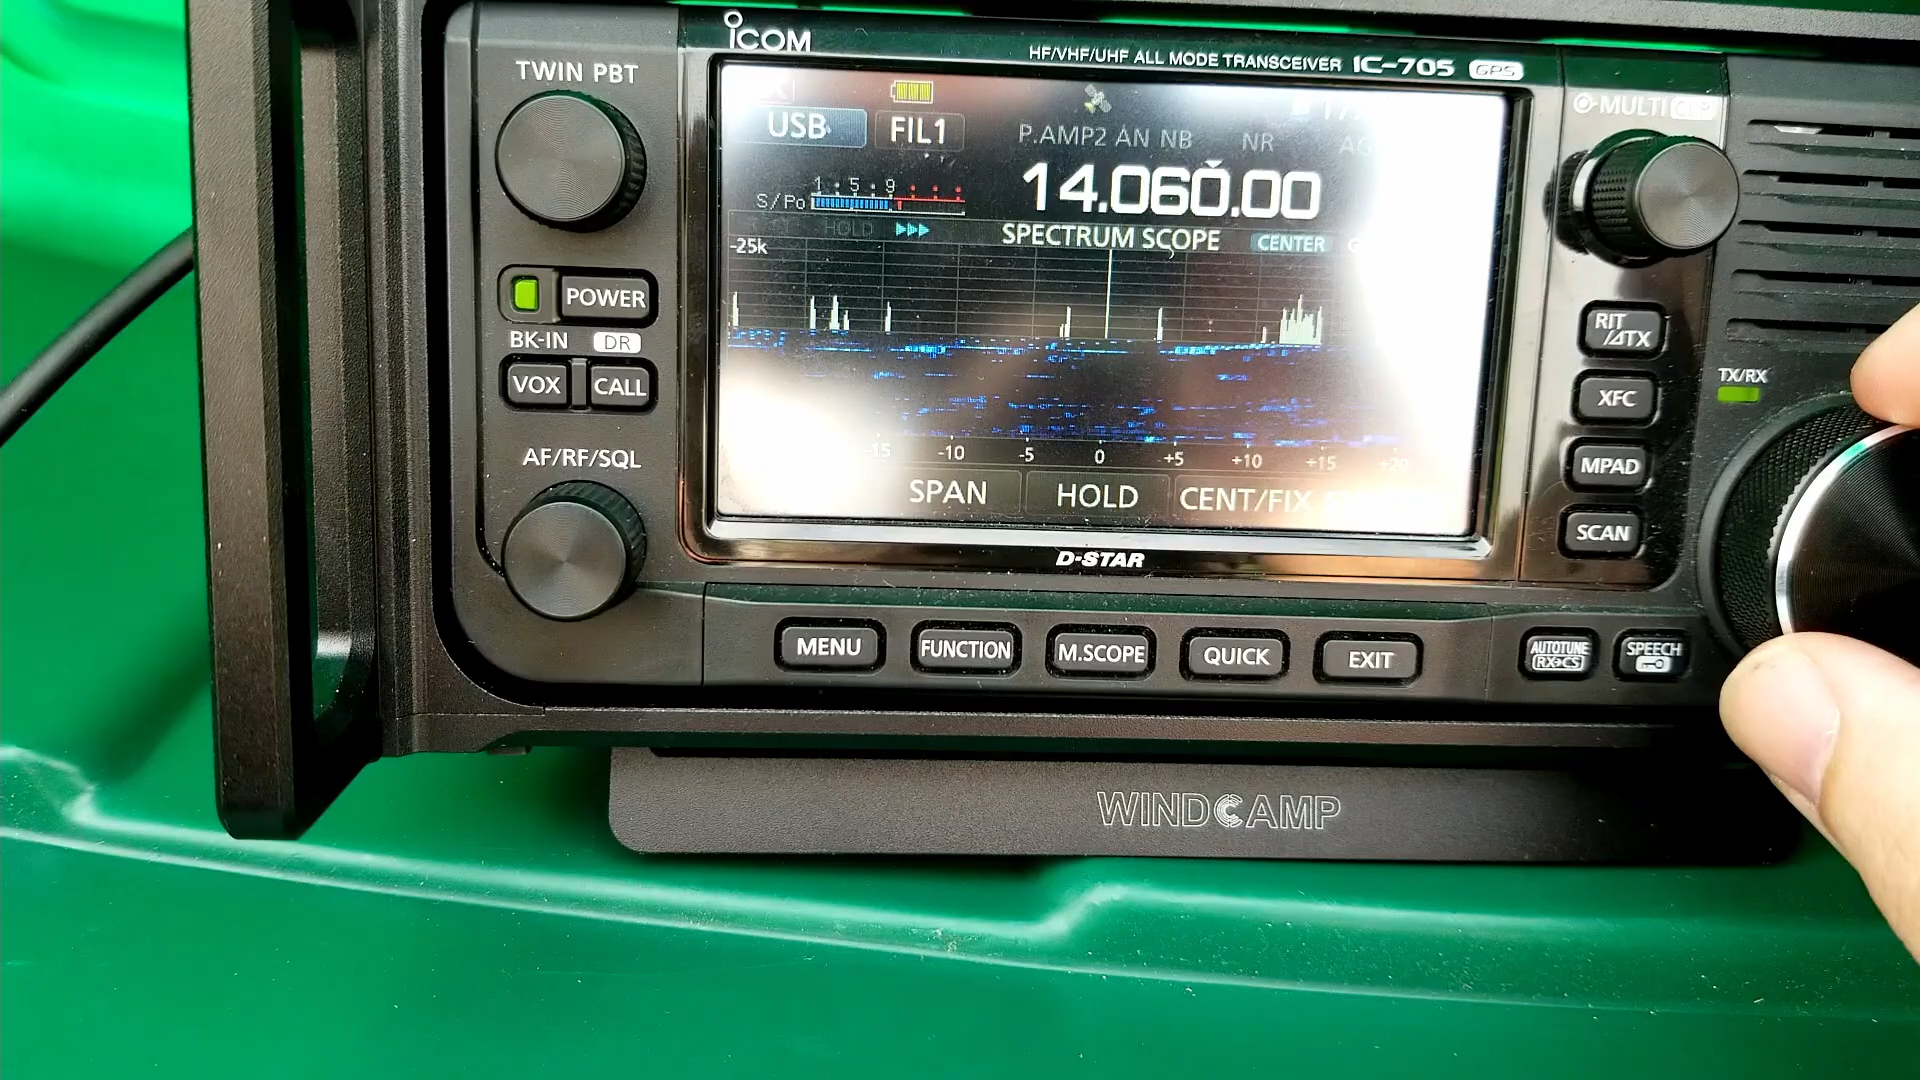 ICOM
HF/VHF/UHF ALL MODE TRANSCEIVER IC-705 GPS
TWIN PBT
MULTI
USB FIL1
P.AMP2 AN NB NR
1 5 9
14.060.00
S/Po
HOLD SPECTRUM SCOPE CENTER
-25k
POWER
BK-IN DR
VOX CALL
RIT/ΔTX
TX/RX
XFC
AF/RF/SQL
-15 -10 -5 0 +5 +10 +15 +20
MPAD
SPAN HOLD CENT/FIX
SCAN
D-STAR
MENU FUNCTION M.SCOPE QUICK EXIT
AUTOTUNE SPEECH
RX→CS
WINDCAMP